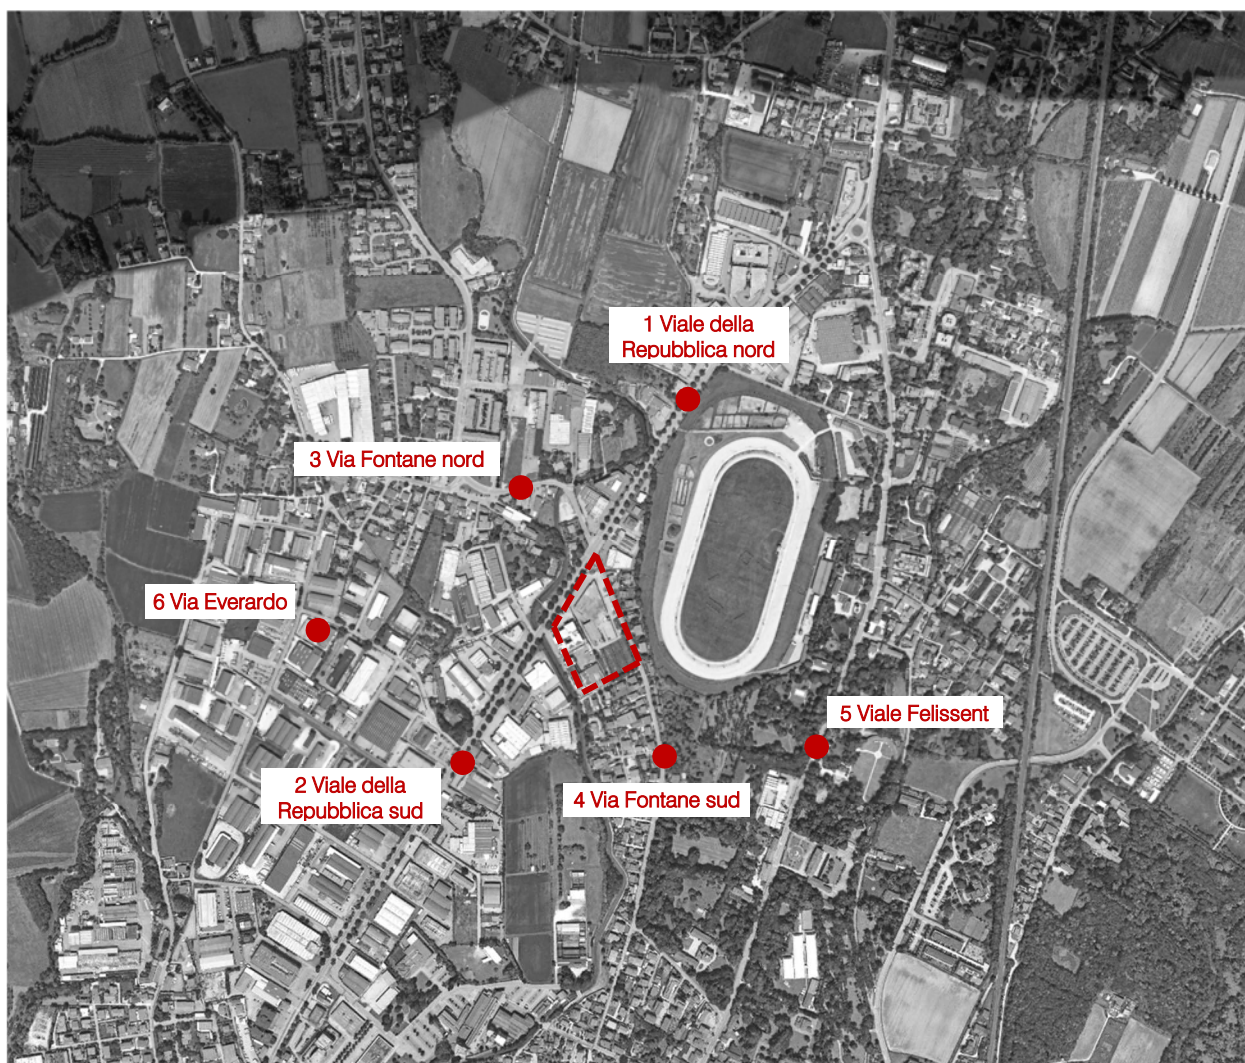 1 Viale della
Repubblica nord
3 Via Fontane nord
6 Via Everardo
5 Viale Felissent
2 Viale della
Repubblica sud
4 Via Fontane sud